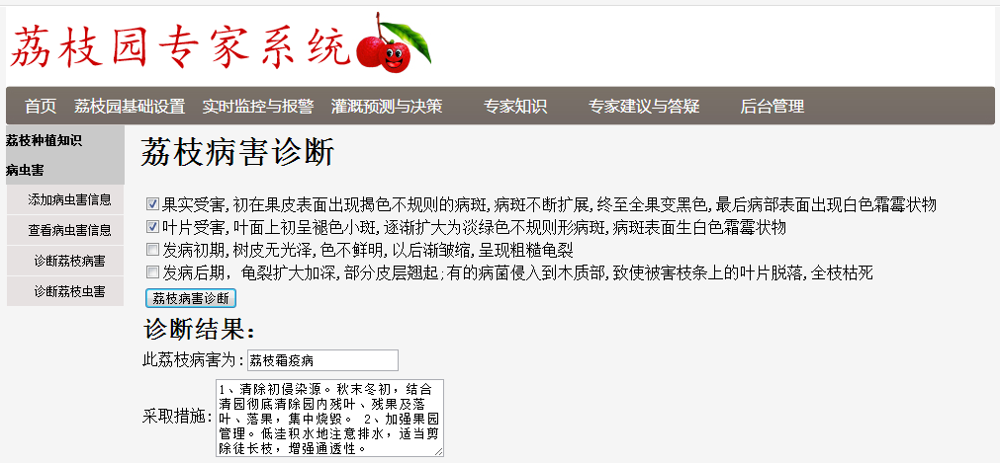 荔枝园专家系统
首页 荔枝园基础设置 实时监控与报警 灌溉预测与决策 专家知识 专家建议与答疑 后台管理
荔枝种植知识
病虫害
添加病虫害信息
查看病虫害信息
诊断荔枝病害
诊断荔枝虫害
荔枝病害诊断
果实受害,初在果皮表面出现揭色不规则的病斑,病斑不断扩展,终至全果变黑色,最后病部表面出现白色霜霉状物
叶片受害,叶面上初呈褪色小斑,逐渐扩大为淡绿色不规则形病斑,病斑表面生白色霜霉状物
发病初期,树皮无光泽,色不鲜明,以后渐皱缩,呈现粗糙龟裂
发病后期，龟裂扩大加深,部分皮层翘起;有的病菌侵入到木质部,致使被害枝条上的叶片脱落,全枝枯死
荔枝病害诊断
诊断结果：
此荔枝病害为:荔枝霜疫病
采取措施:
1、清除初侵染源。秋末冬初，结合
清园彻底清除园内残叶、残果及落
叶、落果，集中烧毁。 2、加强果园
管理。低洼积水地注意排水，适当剪
除徒长枝，增强通透性。